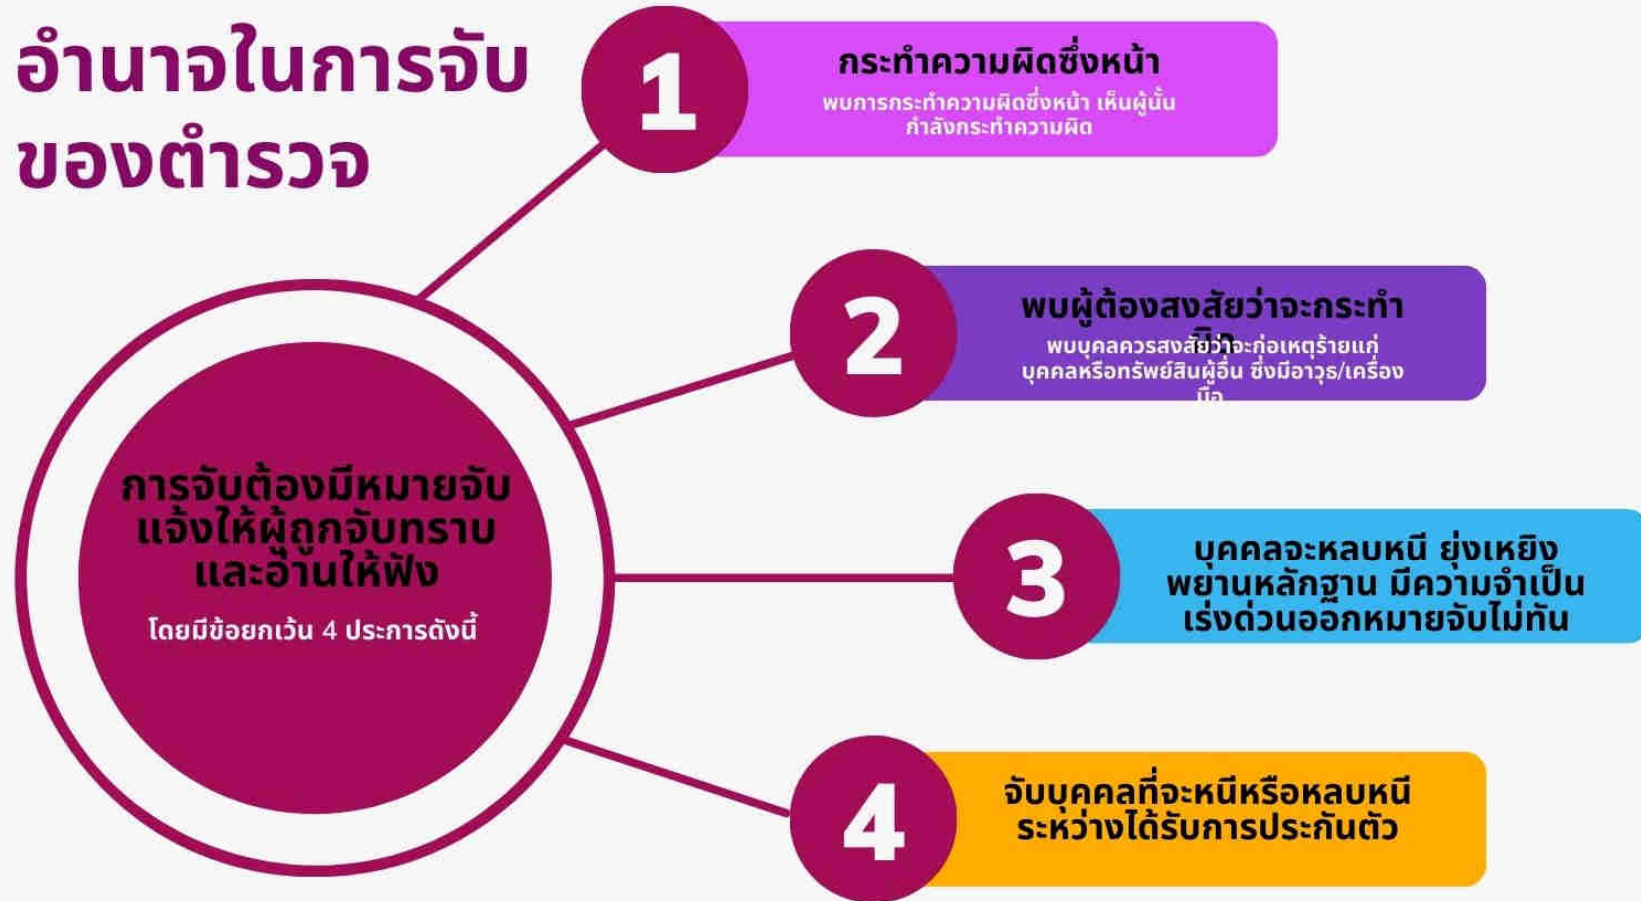 อำนาจในการจับ
ของตำรวจ
1
กระทำความผิดซึ่งหน้า
พบการกระทำความผิดซึ่งหน้า เห็นผู้นั้น
กำลังกระทำความผิด
2
พบผู้ต้องสงสัยว่าจะกระทำ
พบบุคลควรสงสัยว่าจะก่อเหตุร้ายแก่
บุคคลหรือทรัพย์สินผู้อื่น ซึ่งมีอาวุธ/เครื่อง
มือ
การจับต้องมีหมายจับ
แจ้งให้ผู้ถูกจับทราบ
และอ่านให้ฟัง
โดยมีข้อยกเว้น 4 ประการดังนี้
3
บุคคลจะหลบหนี ยุ่งเหยิง
พยานหลักฐาน มีความจำเป็น
เร่งด่วนออกหมายจับไม่ทัน
4
จับบุคคลที่จะหนีหรือหลบหนี
ระหว่างได้รับการประกันตัว